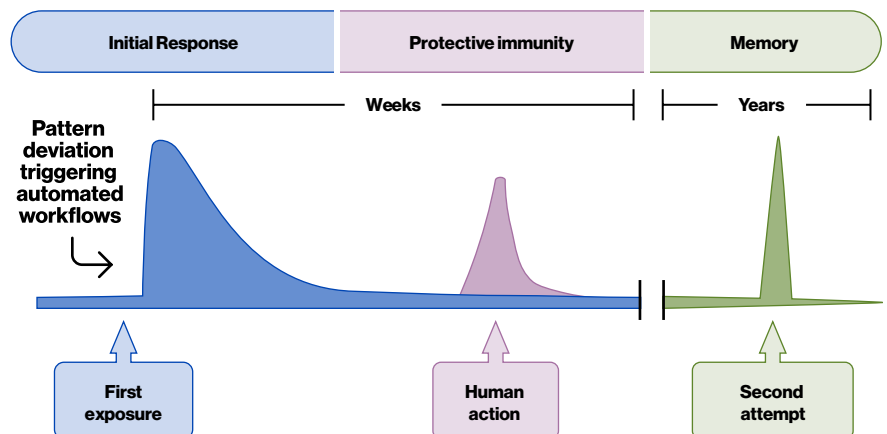 Initial Response
Protective immunity
Memory
Weeks
Years
Pattern
deviation
triggering
automated
workflows
First
exposure
Human
action
Second
attempt